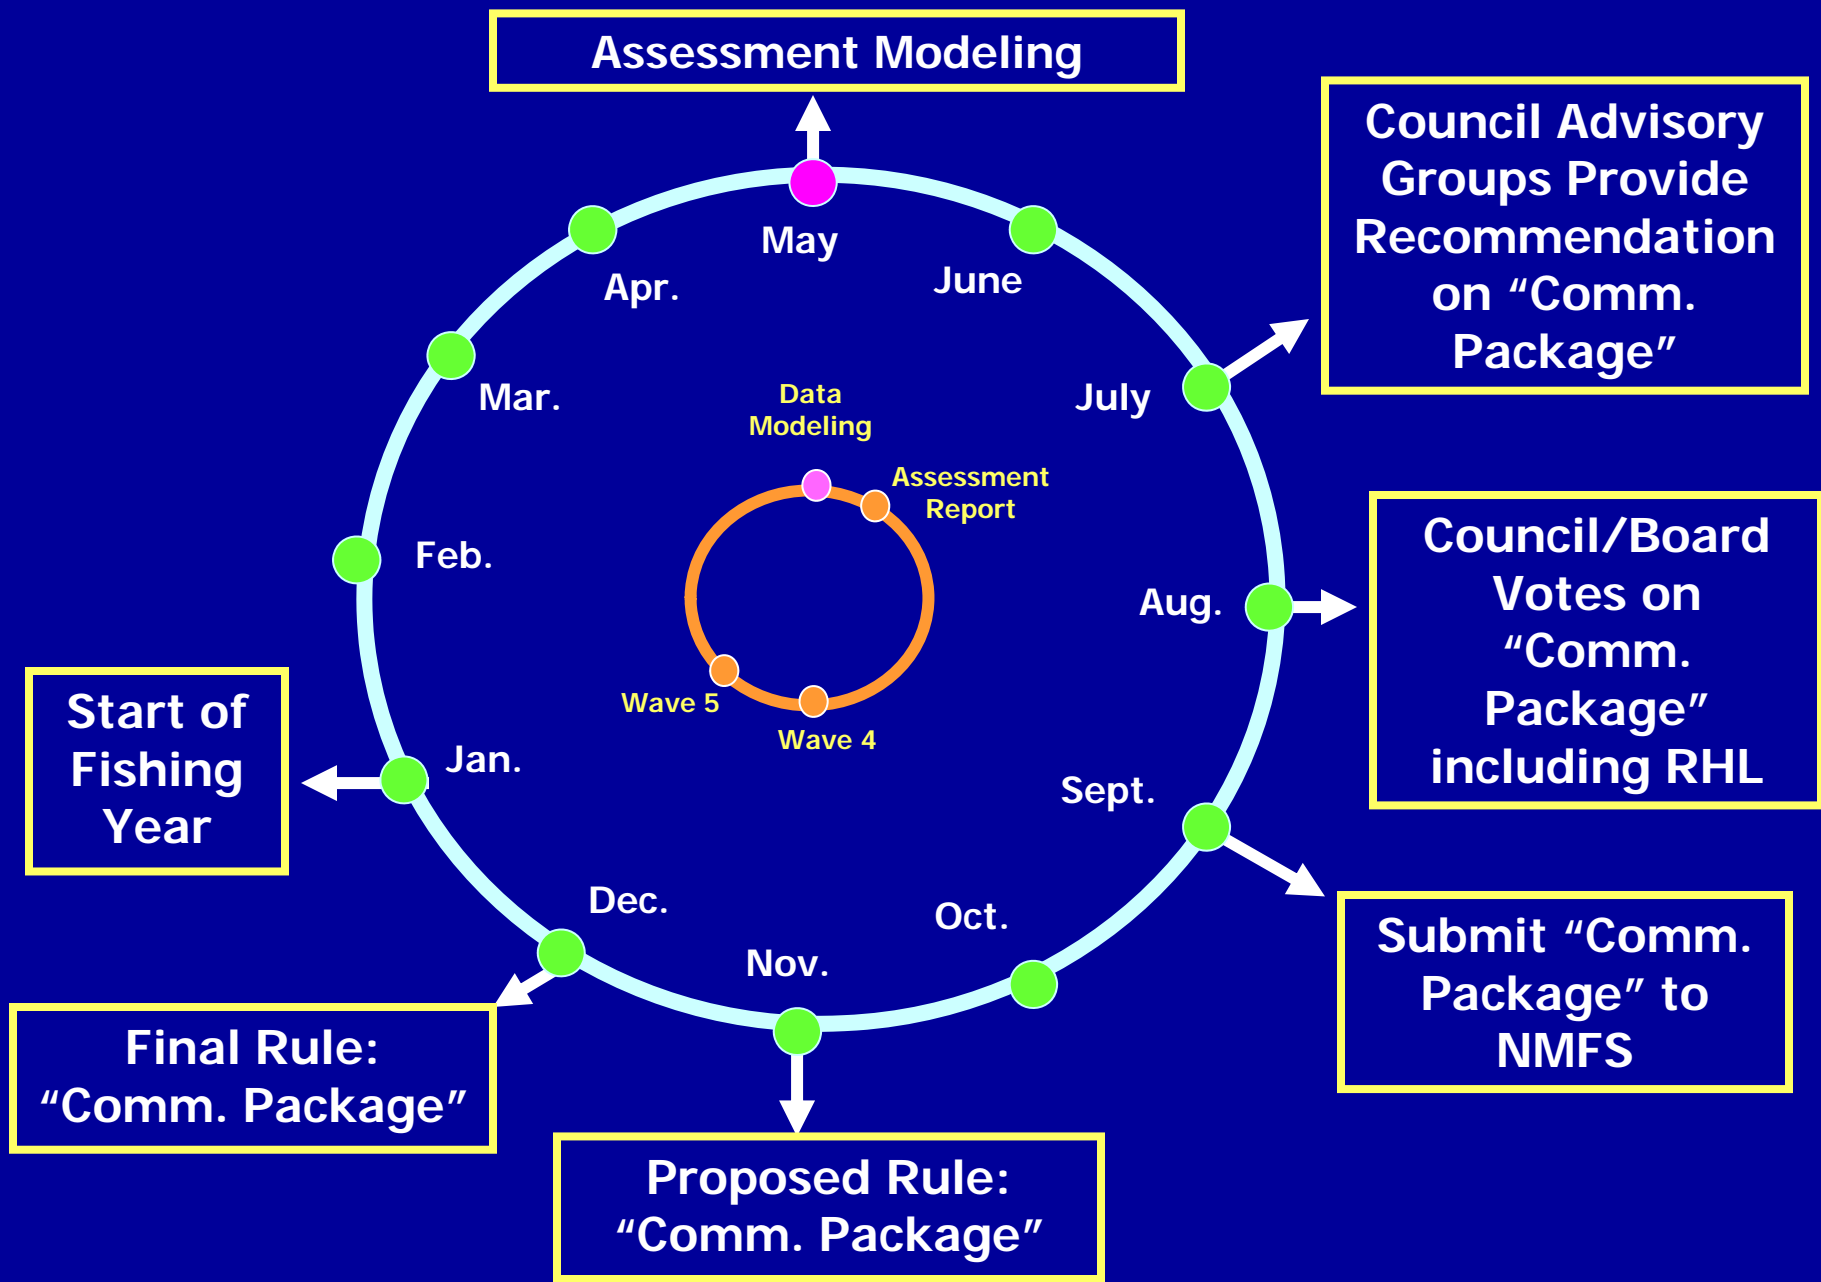 Assessment Modeling
Council Advisory
Groups Provide
Recommendation
on “Comm.
Package”
May
Apr.
June
Mar.
July
Data
Modeling
Assessment
Report
Feb.
Aug.
Council/Board
Votes on
“Comm.
Package”
including RHL
Wave 5
Wave 4
Start of
Fishing
Year
Jan.
Sept.
Dec.
Oct.
Nov.
Submit “Comm.
Package” to
NMFS
Final Rule:
“Comm. Package”
Proposed Rule:
“Comm. Package”